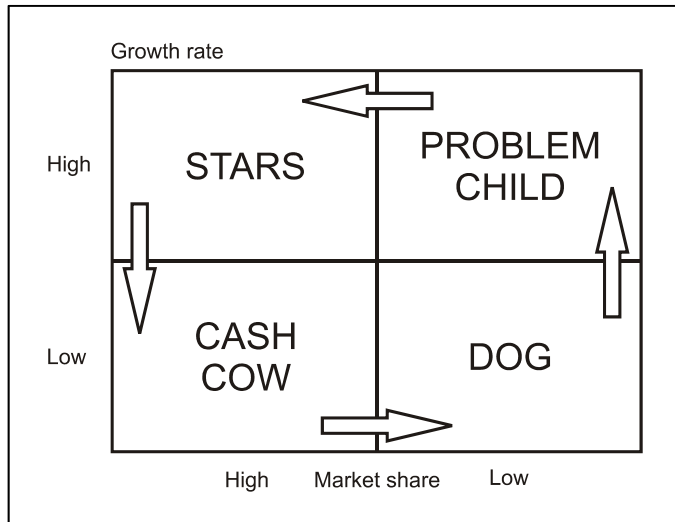 Growth rate
High
STARS
PROBLEM
CHILD
Low
CASH
COW
DOG
High
Market share
Low